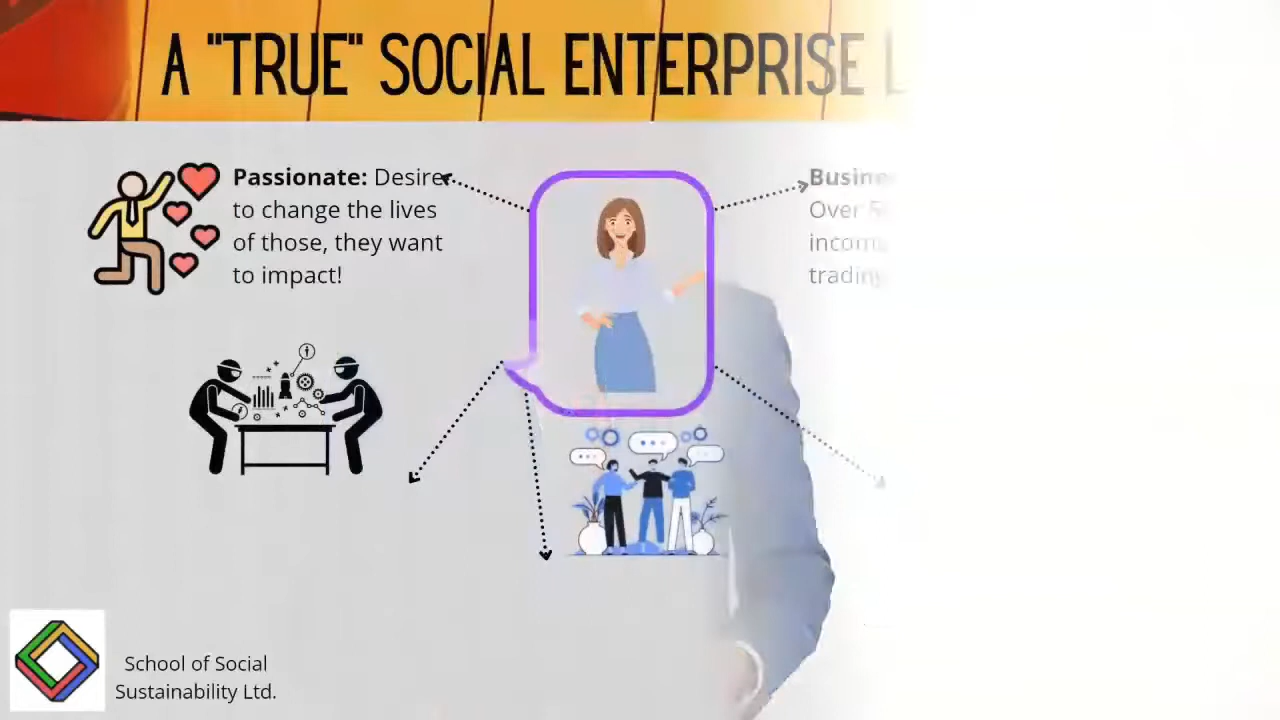 A "TRUE" SOCIAL ENTERPRISE
Passionate: Desire
to change the lives
of those, they want
to impact!
Over
trading
School of Social
Sustainability Ltd.